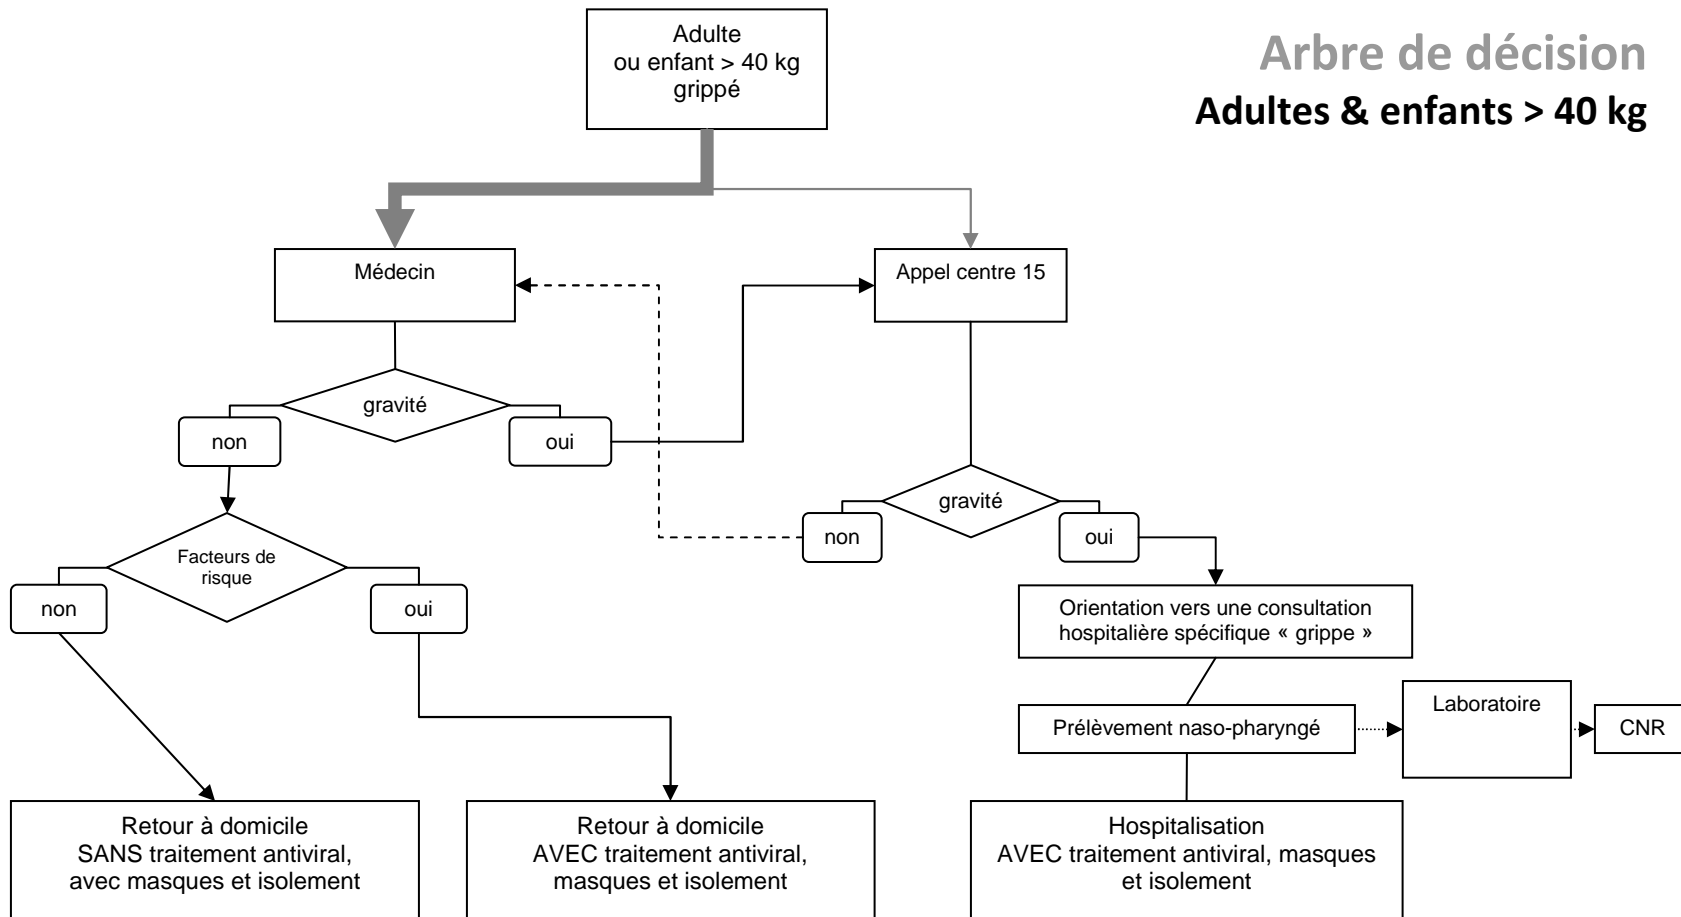 Arbre de décision
Adultes & enfants > 40 kg
Adulte
ou enfant > 40 kg
grippé
Médecin
Appel centre 15
gravité
non
oui
gravité
non
oui
Facteurs de
risque
non
oui
Orientation vers une consultation
hospitalière spécifique « grippe »
Prélèvement naso-pharyngé
Laboratoire
CNR
Retour à domicile
SANS traitement antiviral,
avec masques et isolement
Retour à domicile
AVEC traitement antiviral,
masques et isolement
Hospitalisation
AVEC traitement antiviral, masques
et isolement